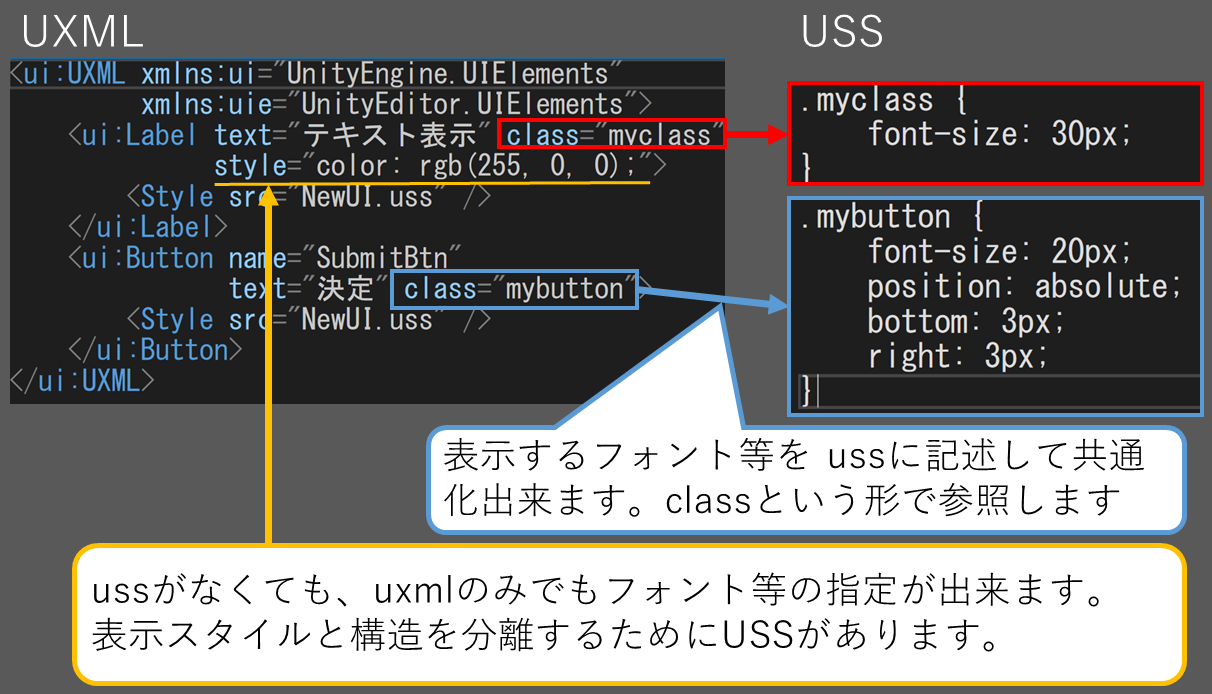 UXML
<ui:UXML xmlns:ui="UnityEngine.UIElements"
xmlns:uie="UnityEditor.UIElements">
<ui:Label text="テキスト表示" class="myclass"
style="color: rgb(255, 0, 0);">
<Style src="NewUI.uss" />
</ui:Label>
<ui:Button name="SubmitBtn"
text="決定" class="mybutton">
<Style src="NewUI.uss" />
</ui:Button>
</ui:UXML>
USS
.myclass {
font-size: 30px;
}
.mybutton {
font-size: 20px;
position: absolute;
bottom: 3px;
right: 3px;
}
表示するフォント等を ussに記述して共通
化出来ます。classという形で参照します
ussがなくても、uxmlのみでもフォント等の指定が出来ます。
表示スタイルと構造を分離するためにUSSがあります。